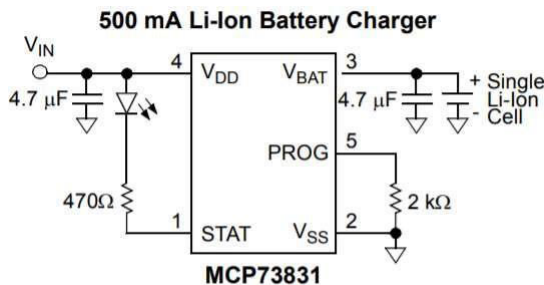 500 mA Li-Ion Battery Charger
VIN
4
VDD
VBAT
3
4.7 μF
4.7 μF
+ Single
Li-Ion
- Cell
PROG
5
470Ω
2 kΩ
1
STAT
VSS
2
MCP73831